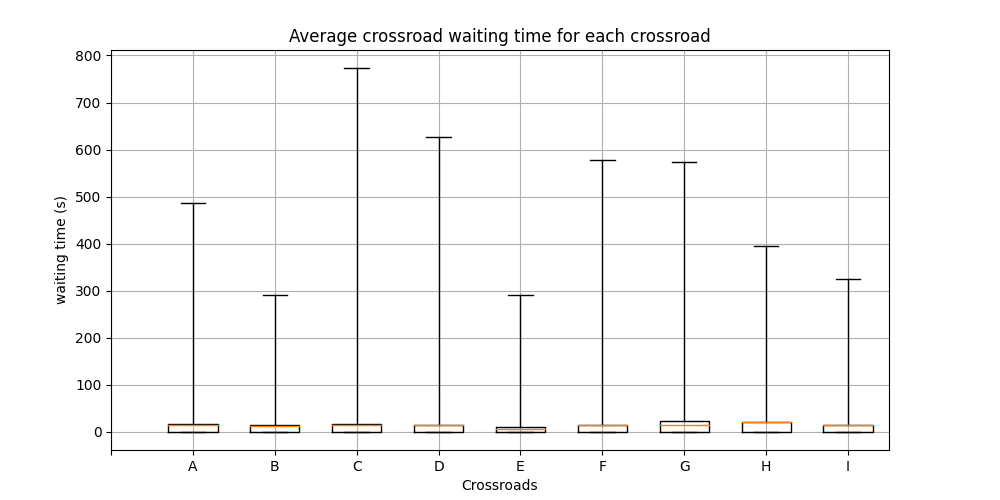 Average crossroad waiting time for each crossroad
800
700
600
500
400
300
200
100
0
waiting time (s)
A B C D E F G H I
Crossroads